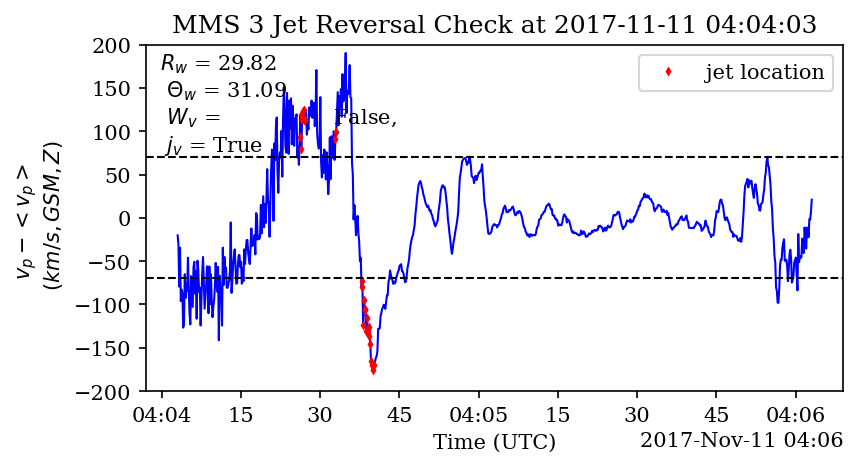 MMS 3 Jet Reversal Check at 2017-11-11 04:04:03
R_w = 29.82
Θ_w = 31.09
W_v = False,
j_v = True
jet location
200
150
100
50
0
−50
−100
−150
−200
v_p − < v_p >
(km/s, GSM, Z)
04:04 15 30 45 04:05 15 30 45 04:06
Time (UTC)
2017-Nov-11 04:06